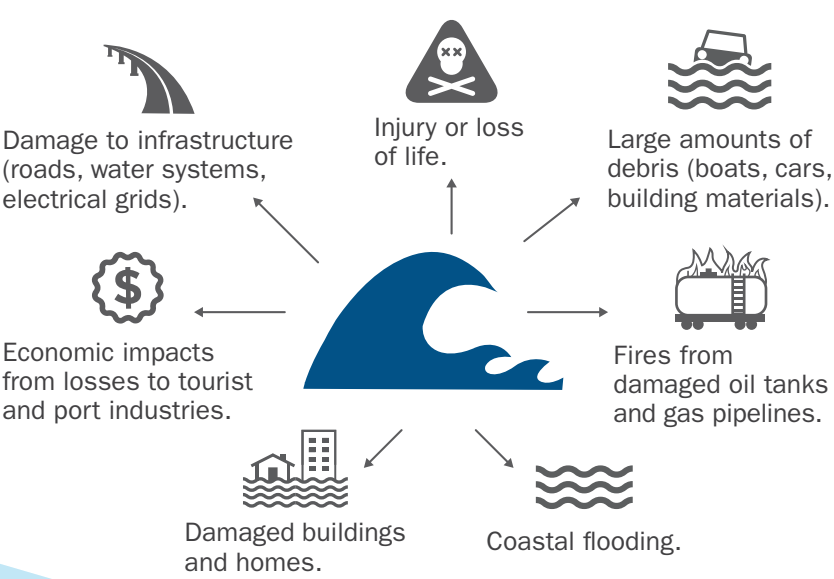 Damage to infrastructure
(roads, water systems,
electrical grids).
Injury or loss
of life.
Large amounts of
debris (boats, cars,
building materials).
$
Economic impacts
from losses to tourist
and port industries.
Fires from
damaged oil tanks
and gas pipelines.
Damaged buildings
and homes.
Coastal flooding.